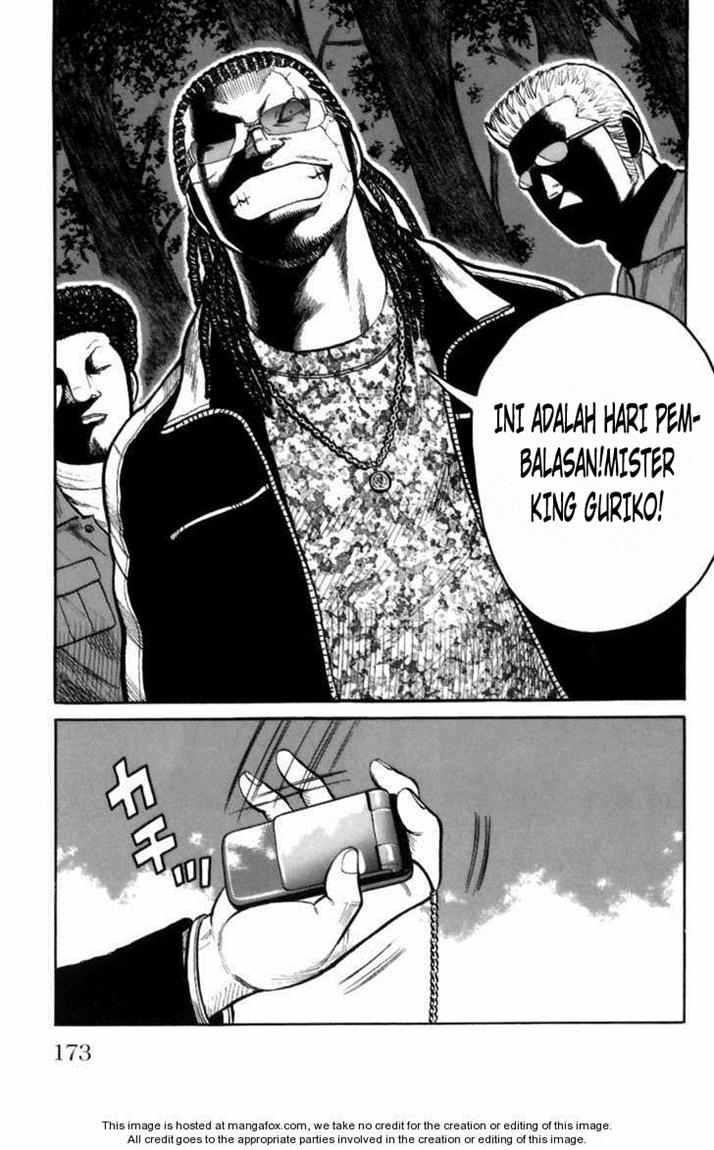 INI ADALAH HARI PEM-
BALASAN!MISTER
KING GURIKO!
カチッ
173
This image is hosted at mangafox.com, we take no credit for the creation or editing of this image.
All credit goes to the appropriate parties involved in the creation or editing of this image.